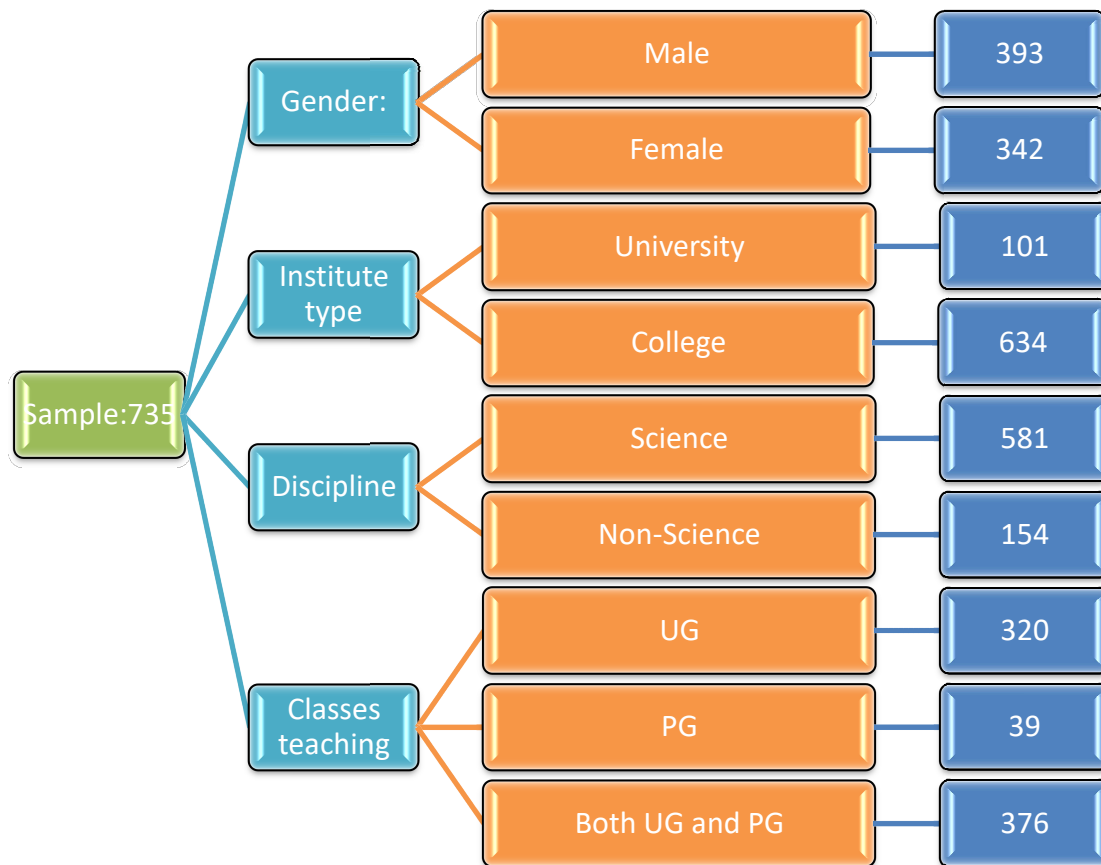 Sample:735
Gender:
Male
393
Female
342
Institute
type
University
101
College
634
Discipline
Science
581
Non-Science
154
Classes
teaching
UG
320
PG
39
Both UG and PG
376